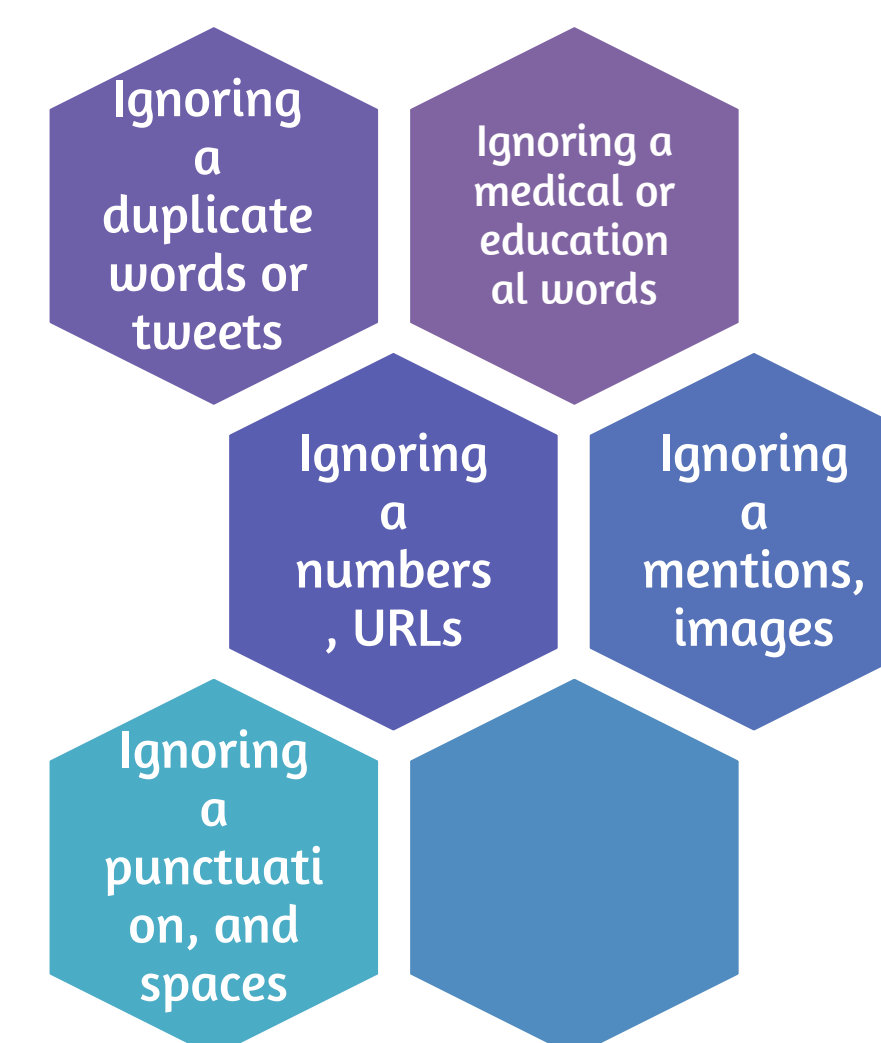 Ignoring
a
duplicate
words or
tweets
Ignoring a
medical or
education
al words
Ignoring
a
numbers
, URLs
Ignoring
a
mentions,
images
Ignoring
a
punctuati
on, and
spaces